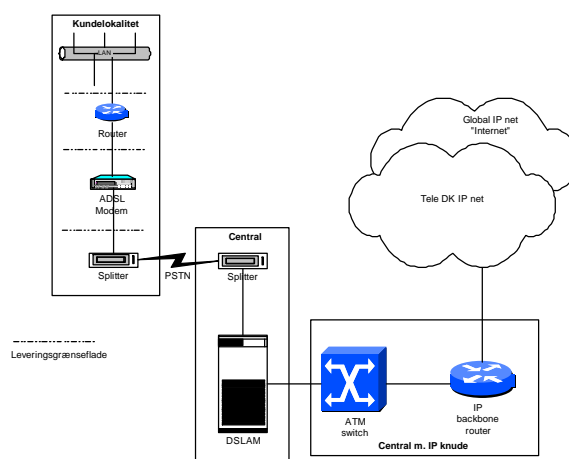 Kundelokalitet
LAN
Router
ADSL
Modem
Splitter
PSTN
Central
Splitter
DSLAM
Leveringsgrænseflade
Global IP net
"Internet"
Tele DK IP net
ATM
switch
IP
backbone
router
Central m. IP knude